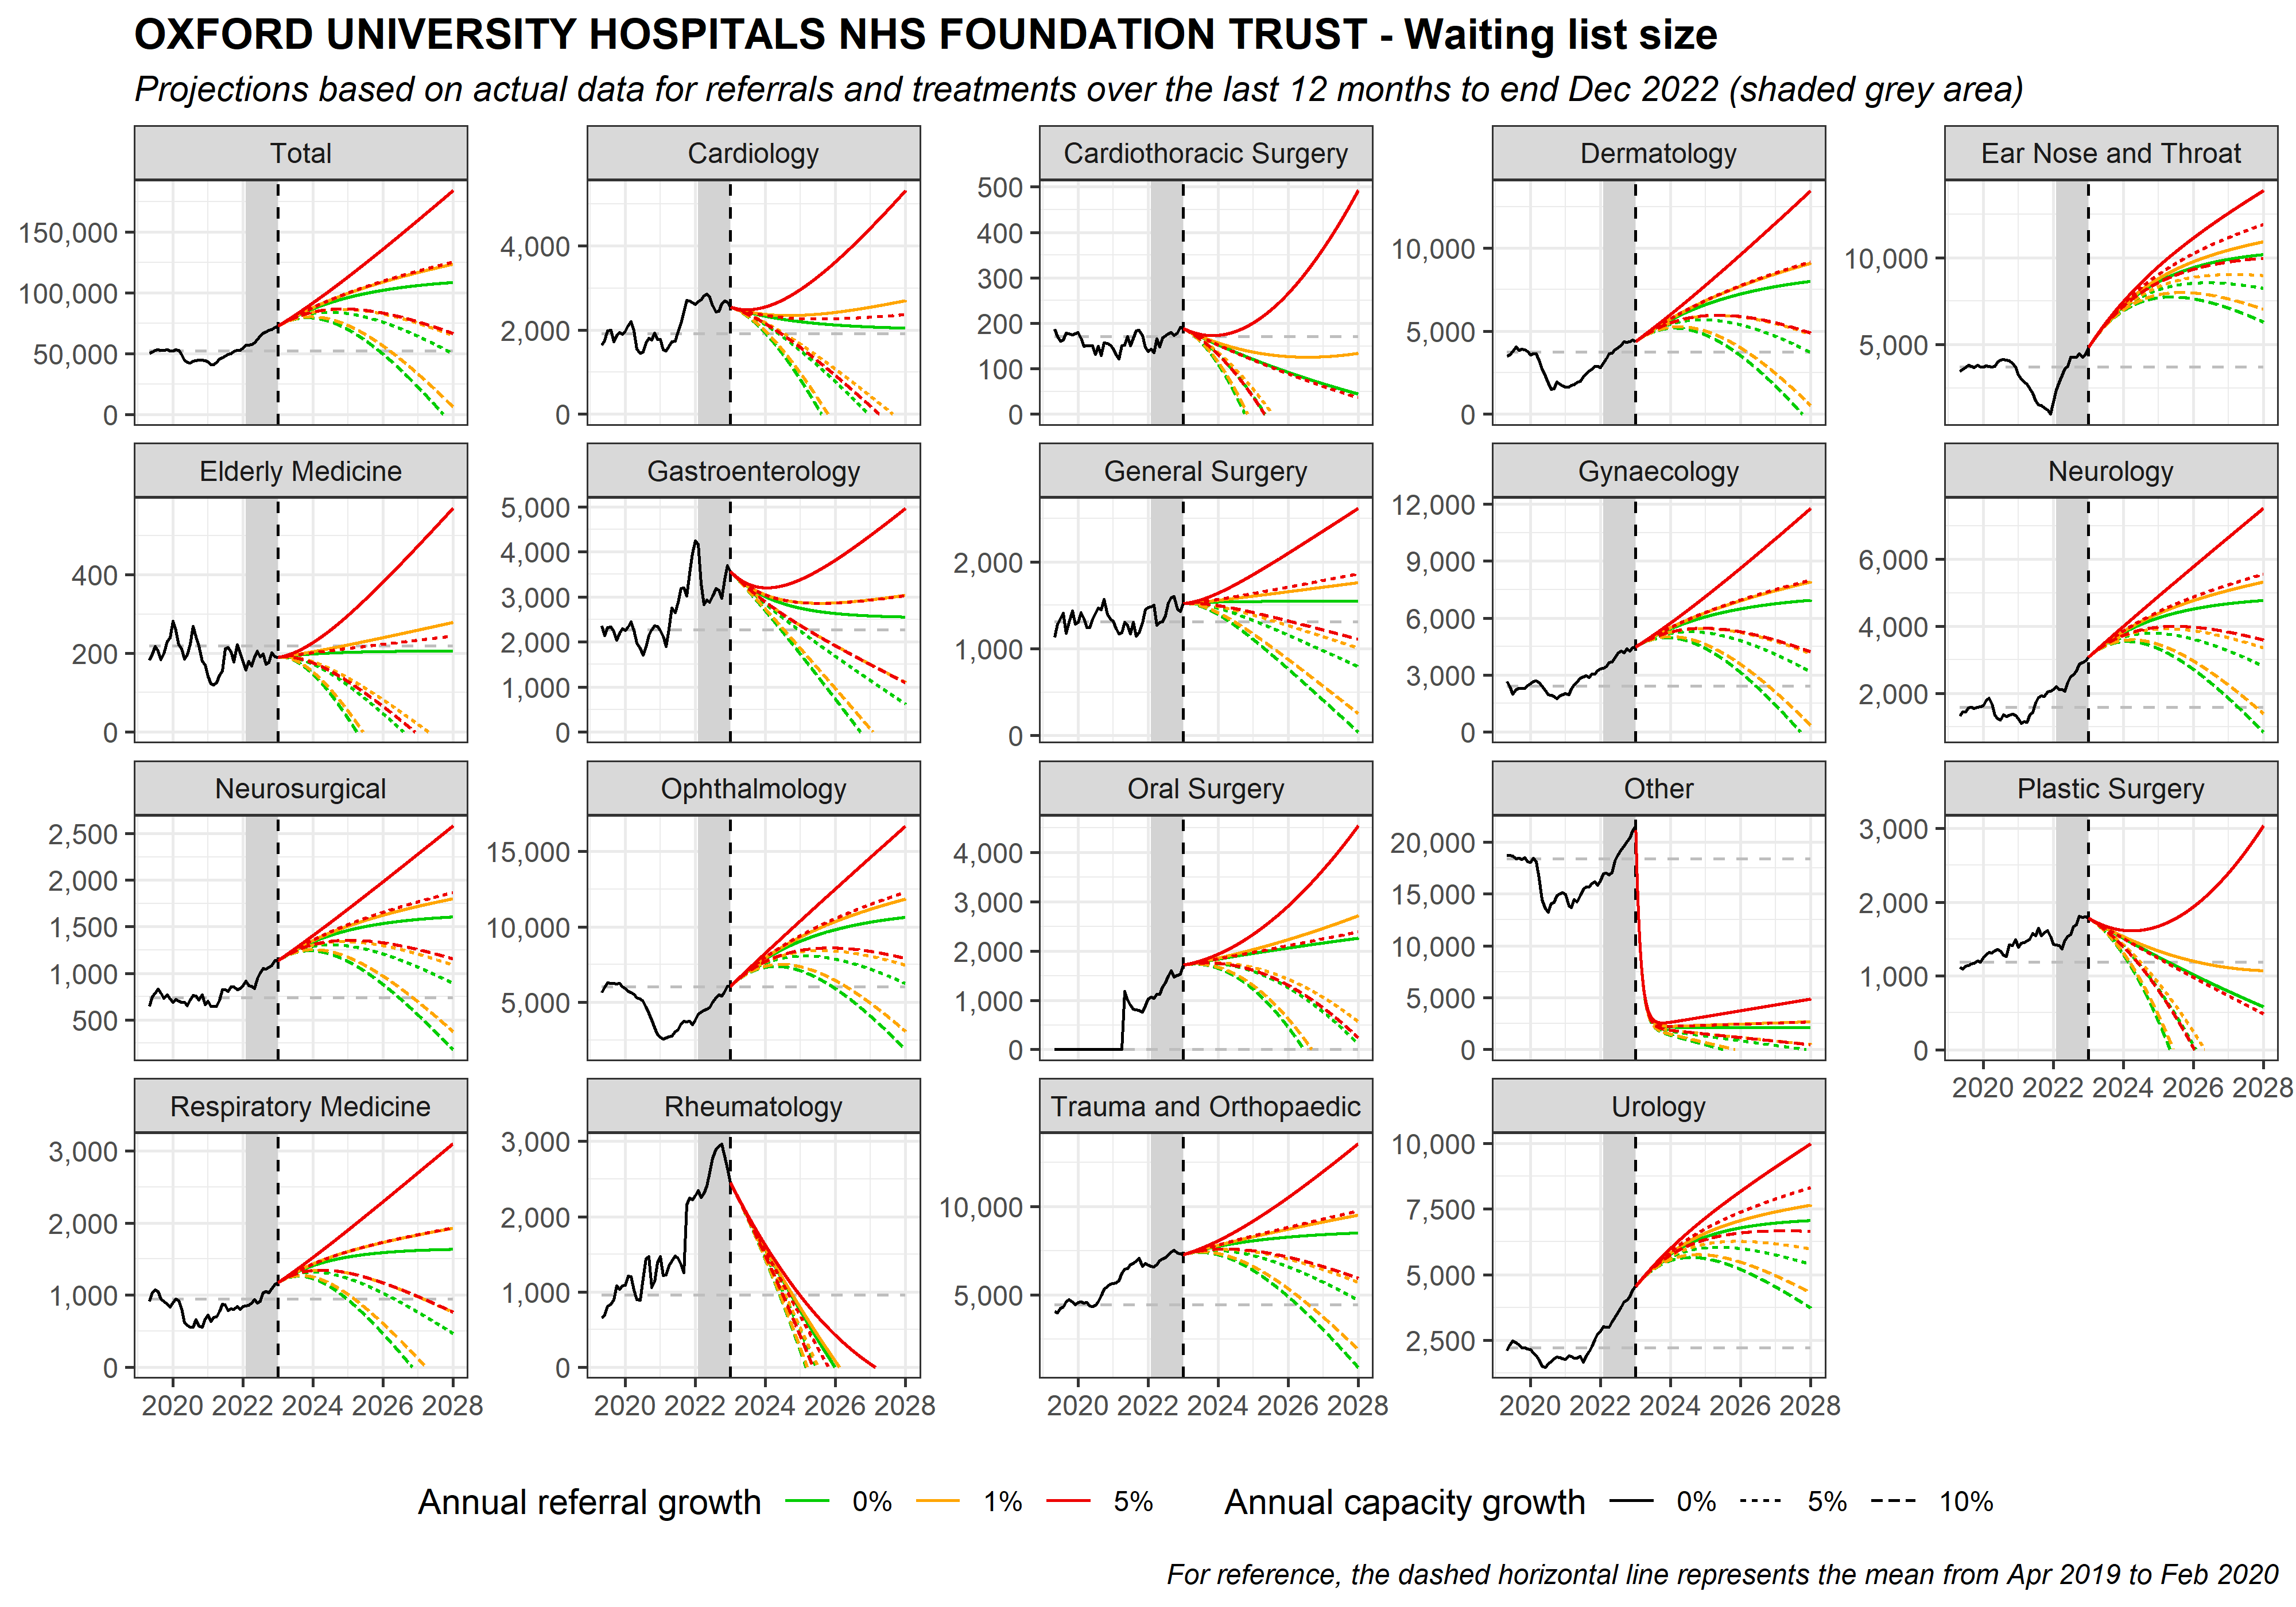 OXFORD UNIVERSITY HOSPITALS NHS FOUNDATION TRUST - Waiting list size
Projections based on actual data for referrals and treatments over the last 12 months to end Dec 2022 (shaded grey area)
Total
150,000
100,000
50,000
0
Cardiology
4,000
2,000
0
Cardiothoracic Surgery
500
400
300
200
100
0
Dermatology
10,000
5,000
0
Ear Nose and Throat
10,000
5,000
Elderly Medicine
400
200
0
Gastroenterology
5,000
4,000
3,000
2,000
1,000
0
General Surgery
2,000
1,000
0
Gynaecology
12,000
9,000
6,000
3,000
0
Neurology
6,000
4,000
2,000
Neurosurgical
2,500
2,000
1,500
1,000
500
Ophthalmology
15,000
10,000
5,000
Oral Surgery
4,000
3,000
2,000
1,000
0
Other
20,000
15,000
10,000
5,000
0
Plastic Surgery
3,000
2,000
1,000
0
2020 2022 2024 2026 2028
Respiratory Medicine
3,000
2,000
1,000
0
2020 2022 2024 2026 2028
Rheumatology
3,000
2,000
1,000
0
2020 2022 2024 2026 2028
Trauma and Orthopaedic
10,000
5,000
2020 2022 2024 2026 2028
Urology
10,000
7,500
5,000
2,500
2020 2022 2024 2026 2028
Annual referral growth 0% 1% 5% Annual capacity growth 0% 5% 10%
For reference, the dashed horizontal line represents the mean from Apr 2019 to Feb 2020